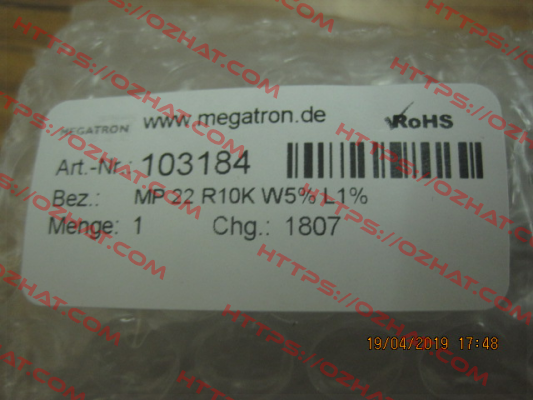 MEGATRON www.megatron.de RoHS
Art.-Nr.: 103184
Bez.: MP 22 R10K W5% L1%
Menge: 1 Chg.: 1807
19/04/2019 17:48
HTTPS://OZHAT.COM